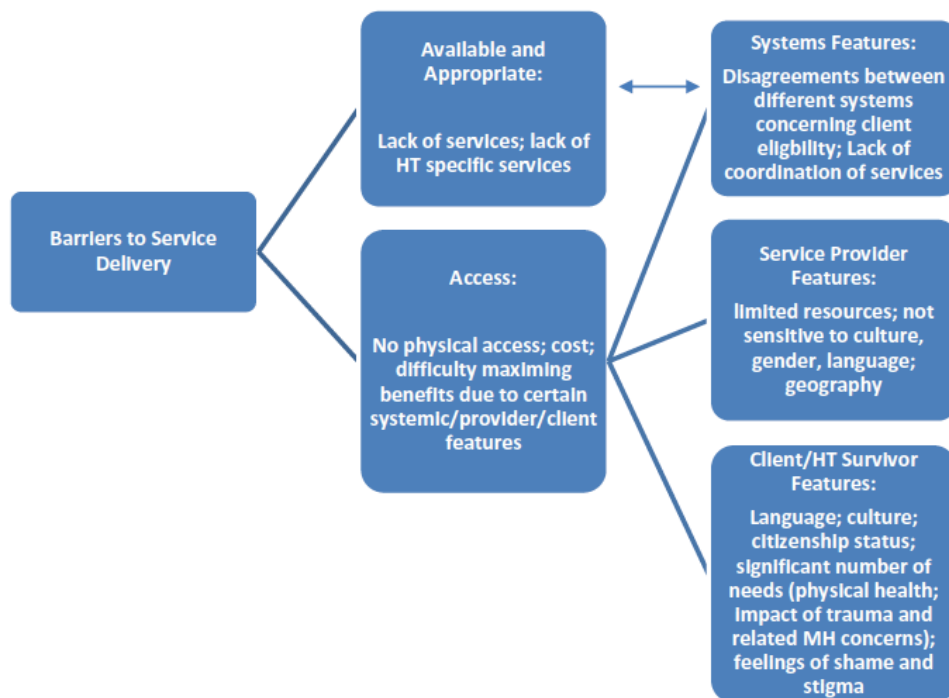 Barriers to Service
Delivery
Available and
Appropriate:
Lack of services; lack of
HT specific services
Access:
No physical access; cost;
difficulty maximing
benefits due to certain
systemic/provider/client
features
Systems Features:
Disagreements between
different systems
concerning client
eligbility; Lack of
coordination of services
Service Provider
Features:
limited resources; not
sensitive to culture,
gender, language;
geography
Client/HT Survivor
Features:
Language; culture;
citizenship status;
significant number of
needs (physical health;
impact of trauma and
related MH concerns);
feelings of shame and
stigma